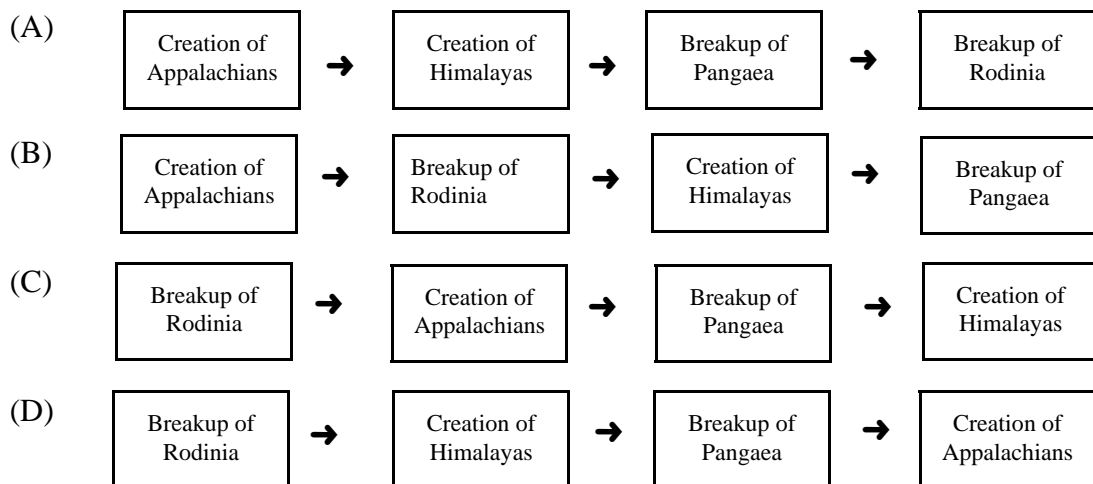 (A)
Creation of
Appalachians
➔
Creation of
Himalayas
➔
Breakup of
Pangaea
➔
Breakup of
Rodinia
(B)
Creation of
Appalachians
➔
Breakup of
Rodinia
➔
Creation of
Himalayas
➔
Breakup of
Pangaea
(C)
Breakup of
Rodinia
➔
Creation of
Appalachians
➔
Breakup of
Pangaea
➔
Creation of
Himalayas
(D)
Breakup of
Rodinia
➔
Creation of
Himalayas
➔
Breakup of
Pangaea
➔
Creation of
Appalachians